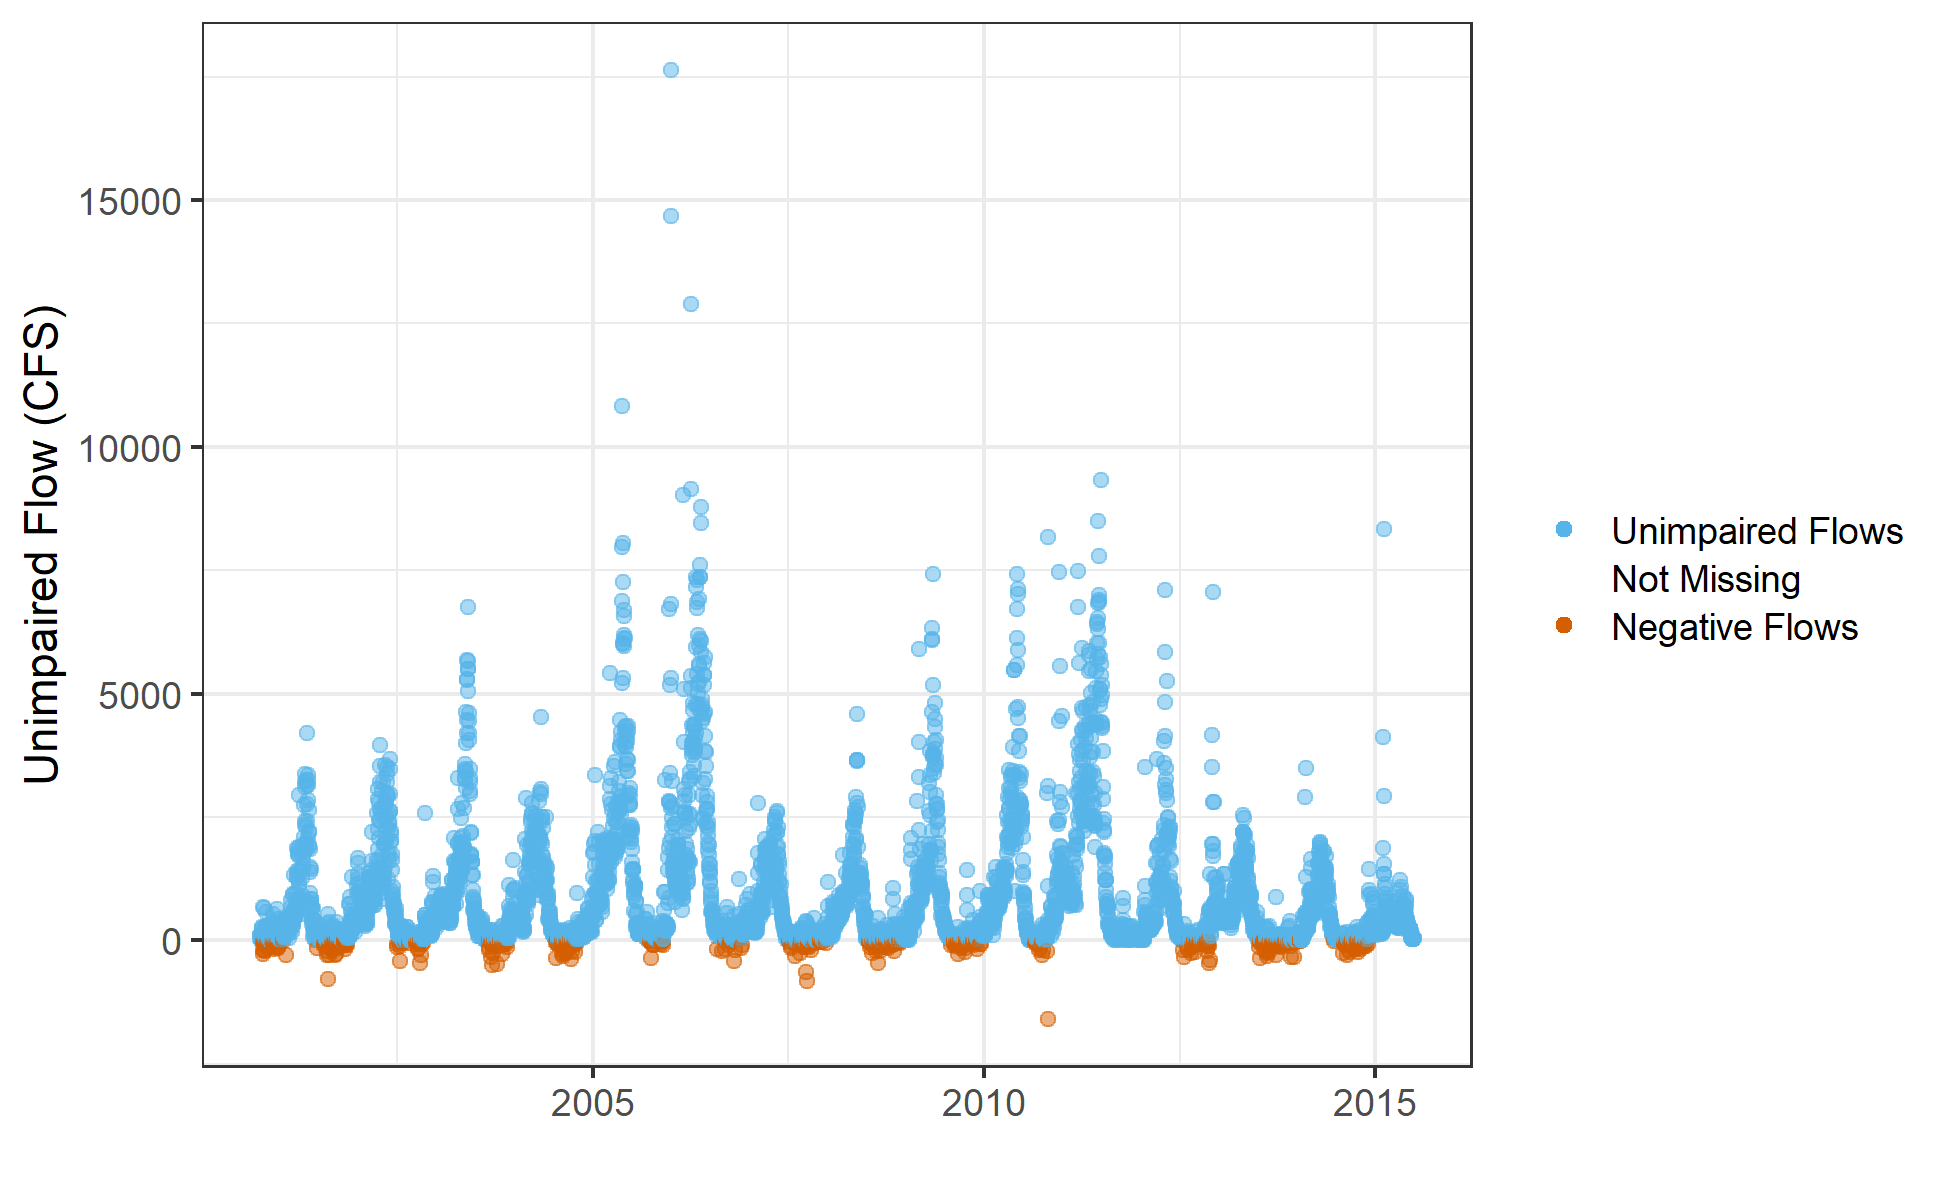 Unimpaired Flow (CFS)
15000
10000
5000
0
2005
2010
2015
Unimpaired Flows
Not Missing
Negative Flows